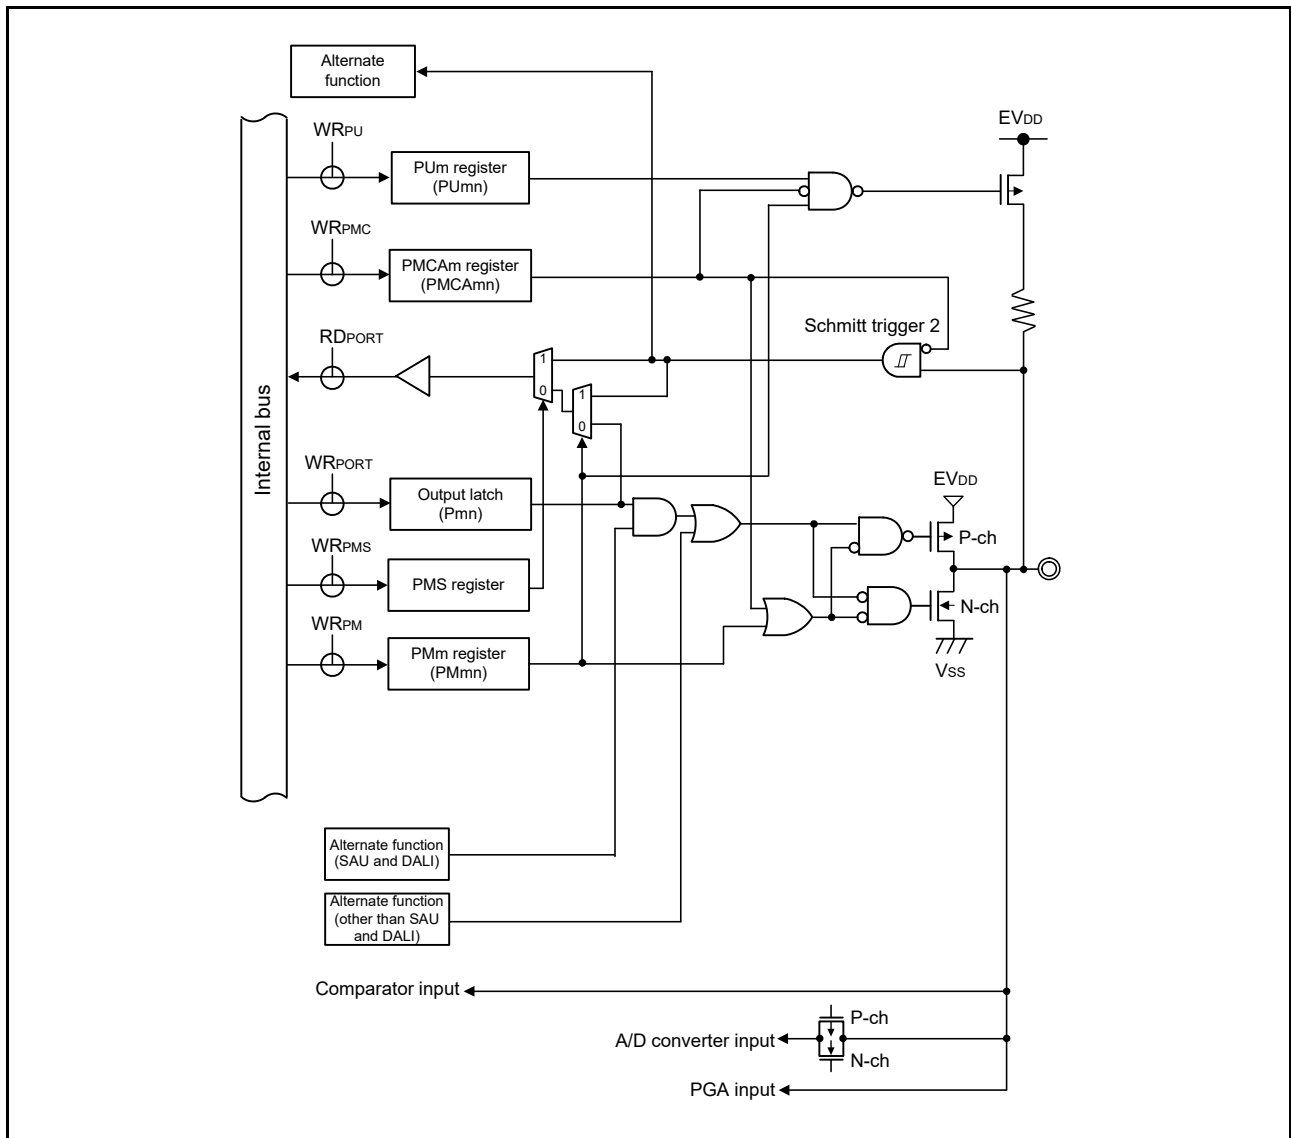 Alternate
function
EVDD
WRPU
PUm register
(PUmn)
WRPMC
PMCAm register
(PMCAmn)
Schmitt trigger 2
RDPORT
1
0
1
0
Internal bus
WRPORT
Output latch
(Pmn)
EVDD
P-ch
WRPMS
PMS register
N-ch
WRPM
PMm register
(PMmn)
VSS
Alternate function
(SAU and DALI)
Alternate function
(other than SAU
and DALI)
Comparator input
P-ch
A/D converter input
N-ch
PGA input